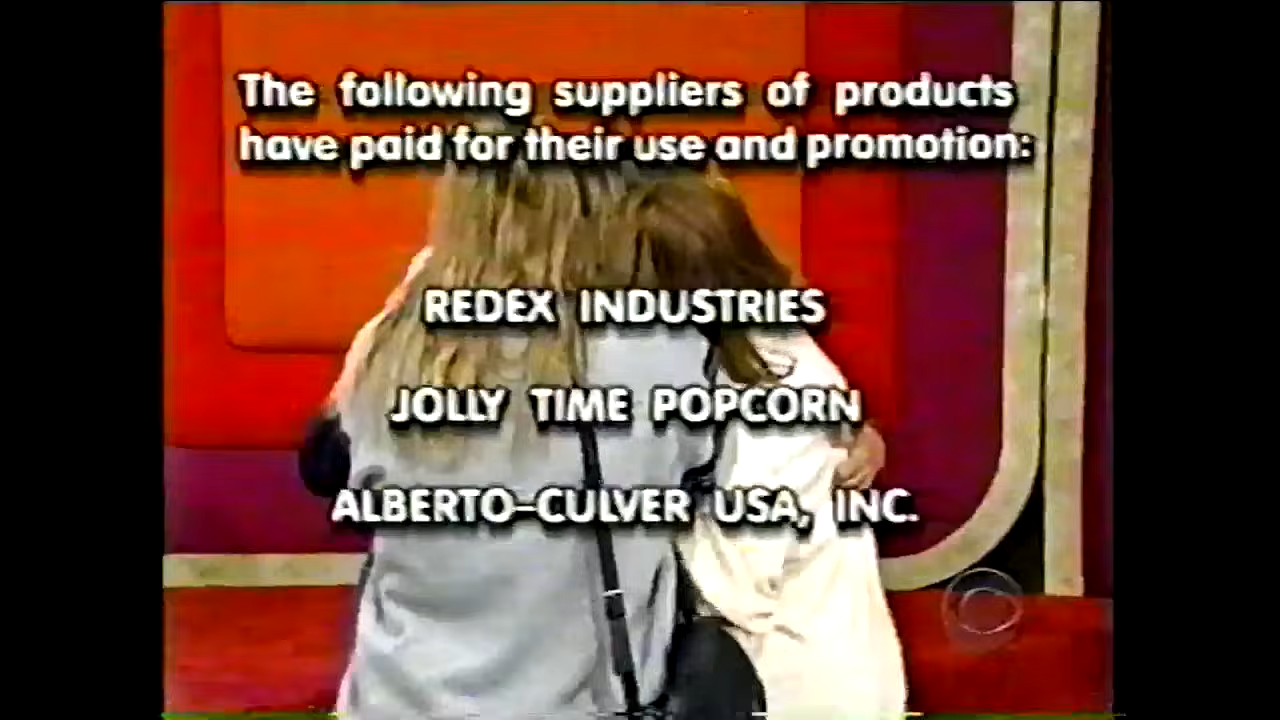 The following suppliers of products
have paid for their use and promotion:
REDEX INDUSTRIES
JOLLY TIME POPCORN
ALBERTO-CULVER USA, INC.